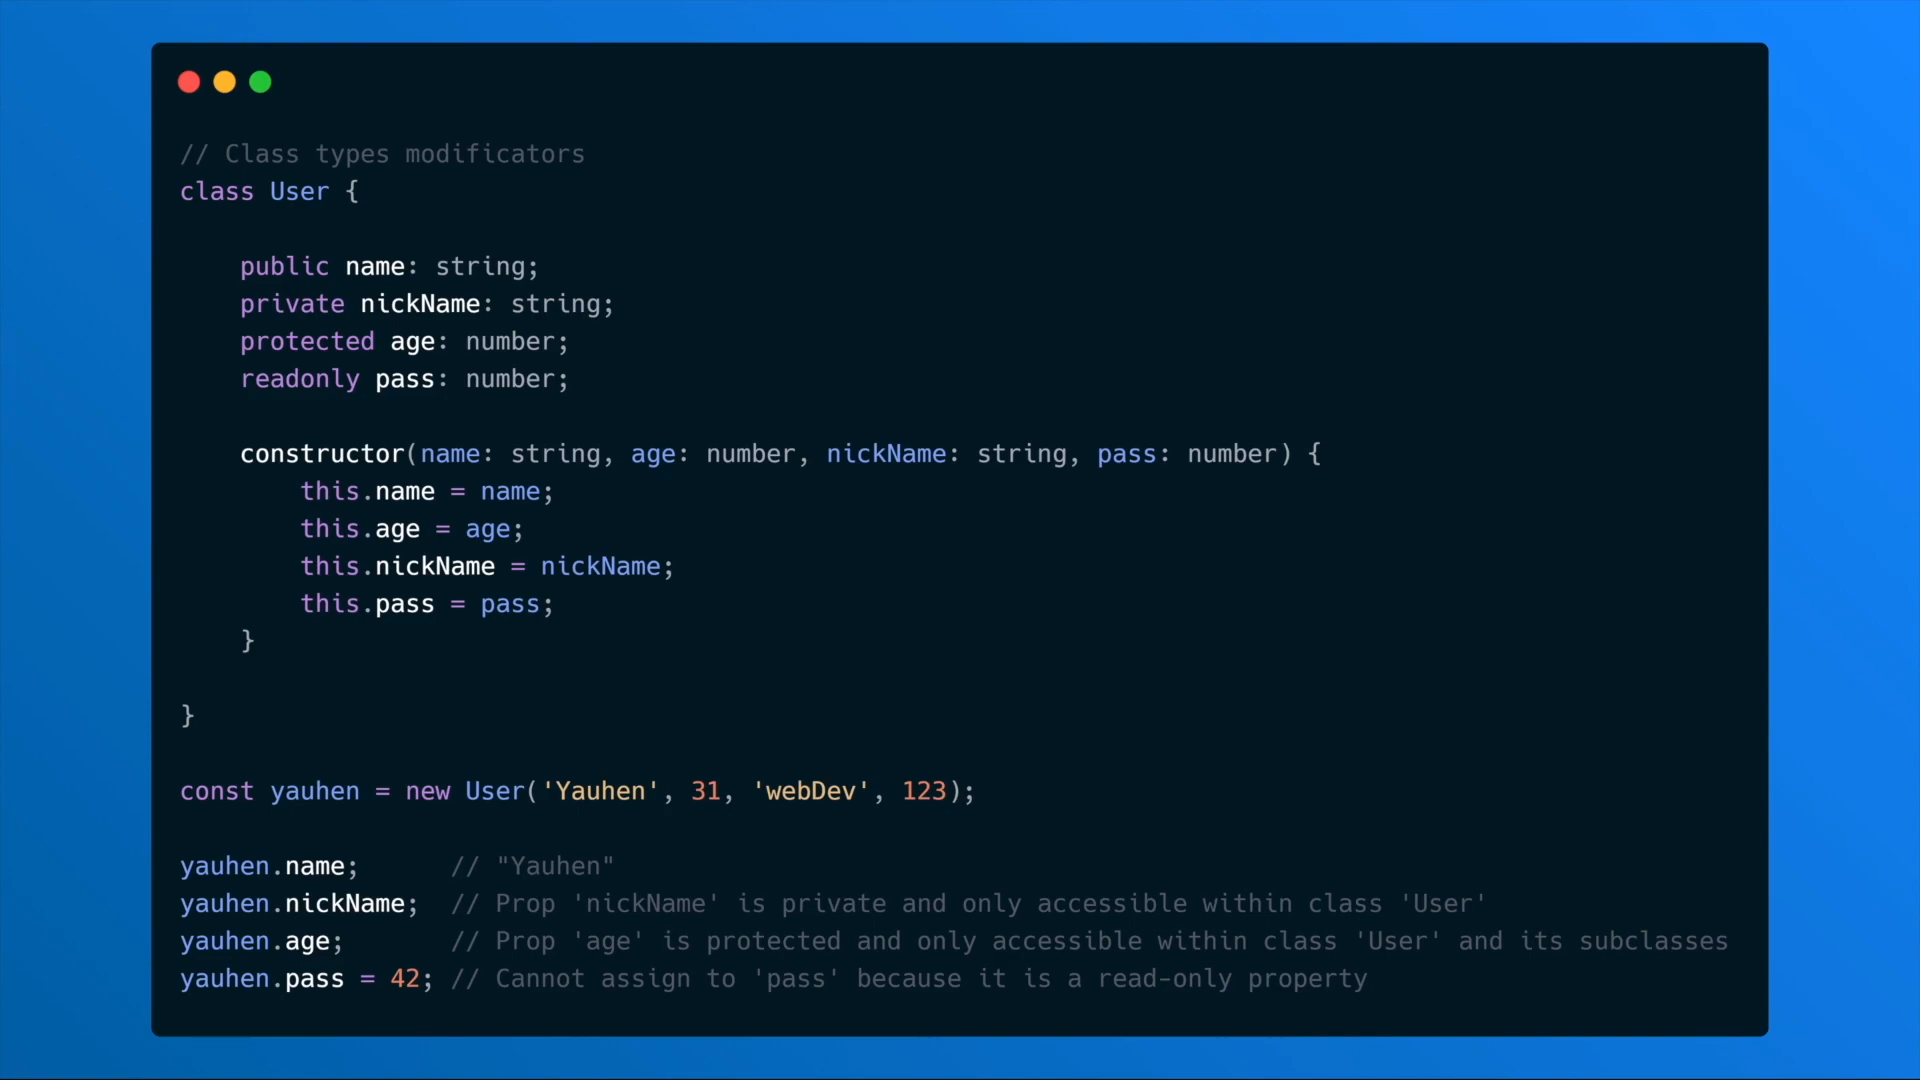 // Class types modificators
class User {
    public name: string;
    private nickName: string;
    protected age: number;
    readonly pass: number;
    constructor(name: string, age: number, nickName: string, pass: number) {
        this.name = name;
        this.age = age;
        this.nickName = nickName;
        this.pass = pass;
    }
}
const yauhen = new User('Yauhen', 31, 'webDev', 123);
yauhen.name;      // "Yauhen"
yauhen.nickName;  // Prop 'nickName' is private and only accessible within class 'User'
yauhen.age;       // Prop 'age' is protected and only accessible within class 'User' and its subclasses
yauhen.pass = 42; // Cannot assign to 'pass' because it is a read-only property